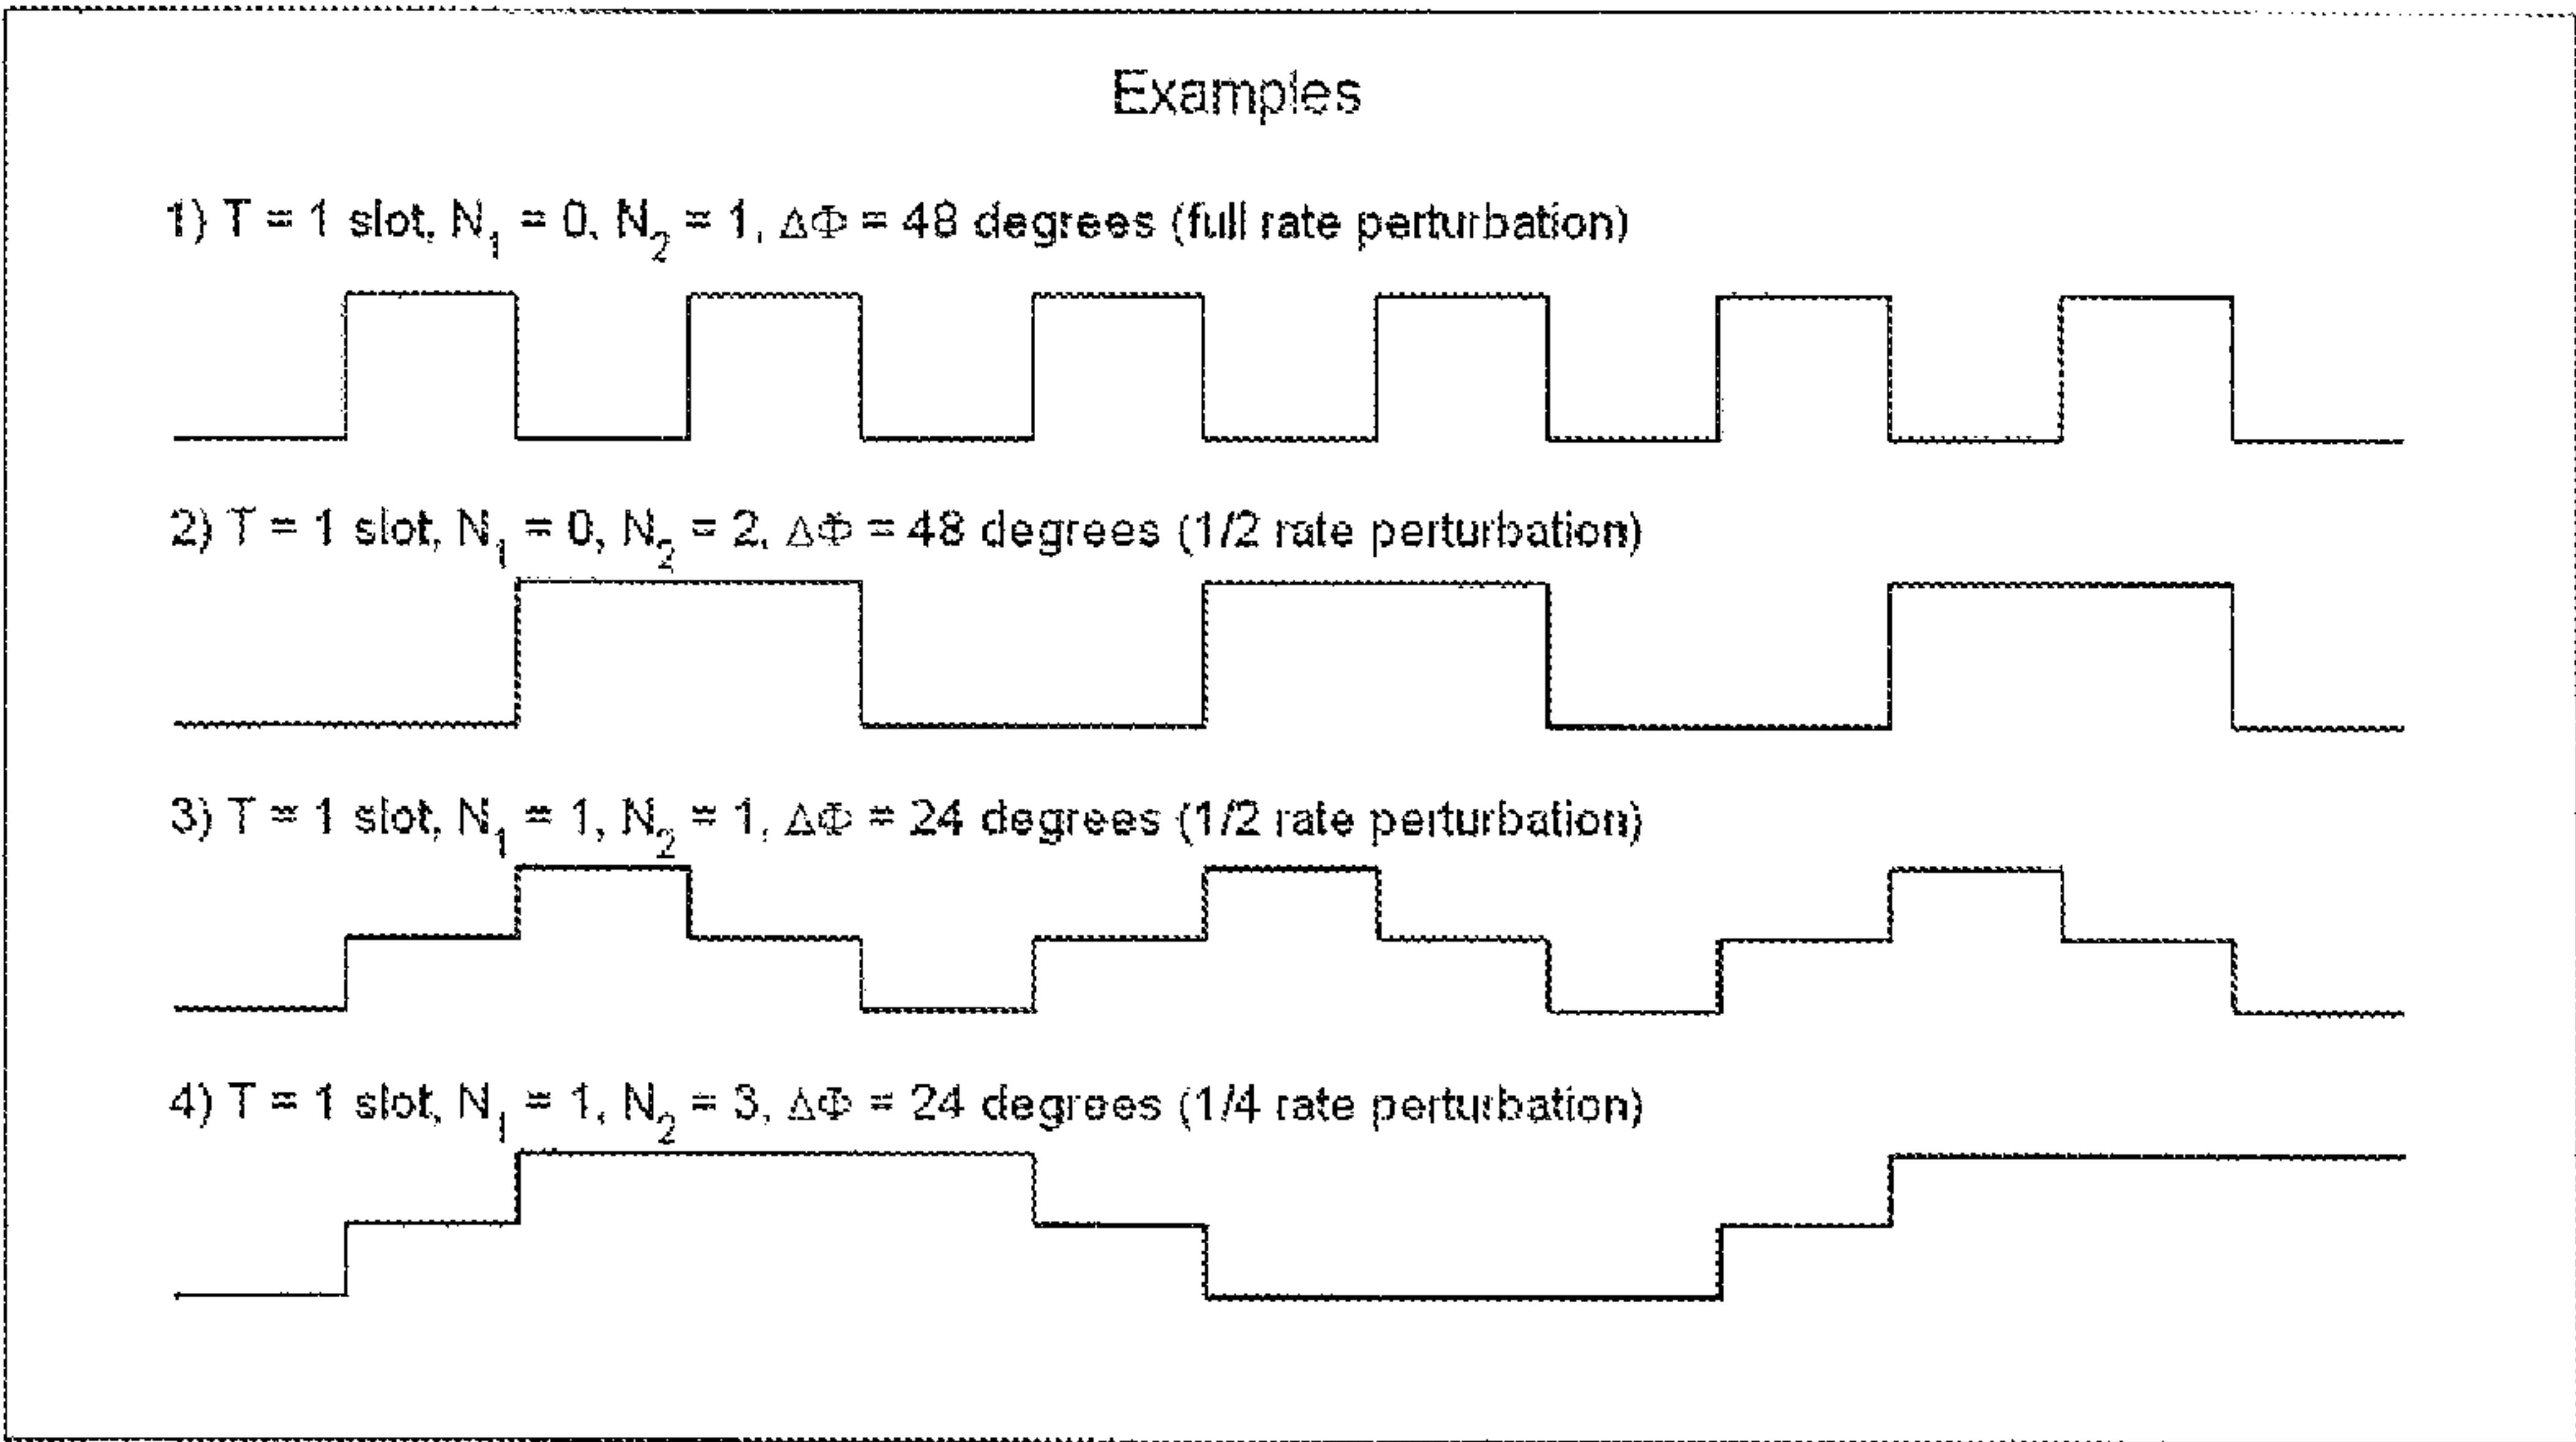 Examples
1) T = 1 slot, N₁ = 0, N₂ = 1, ΔΦ = 48 degrees (full rate perturbation)
2) T = 1 slot, N₁ = 0, N₂ = 2, ΔΦ = 48 degrees (1/2 rate perturbation)
3) T = 1 slot, N₁ = 1, N₂ = 1, ΔΦ = 24 degrees (1/2 rate perturbation)
4) T = 1 slot, N₁ = 1, N₂ = 3, ΔΦ = 24 degrees (1/4 rate perturbation)